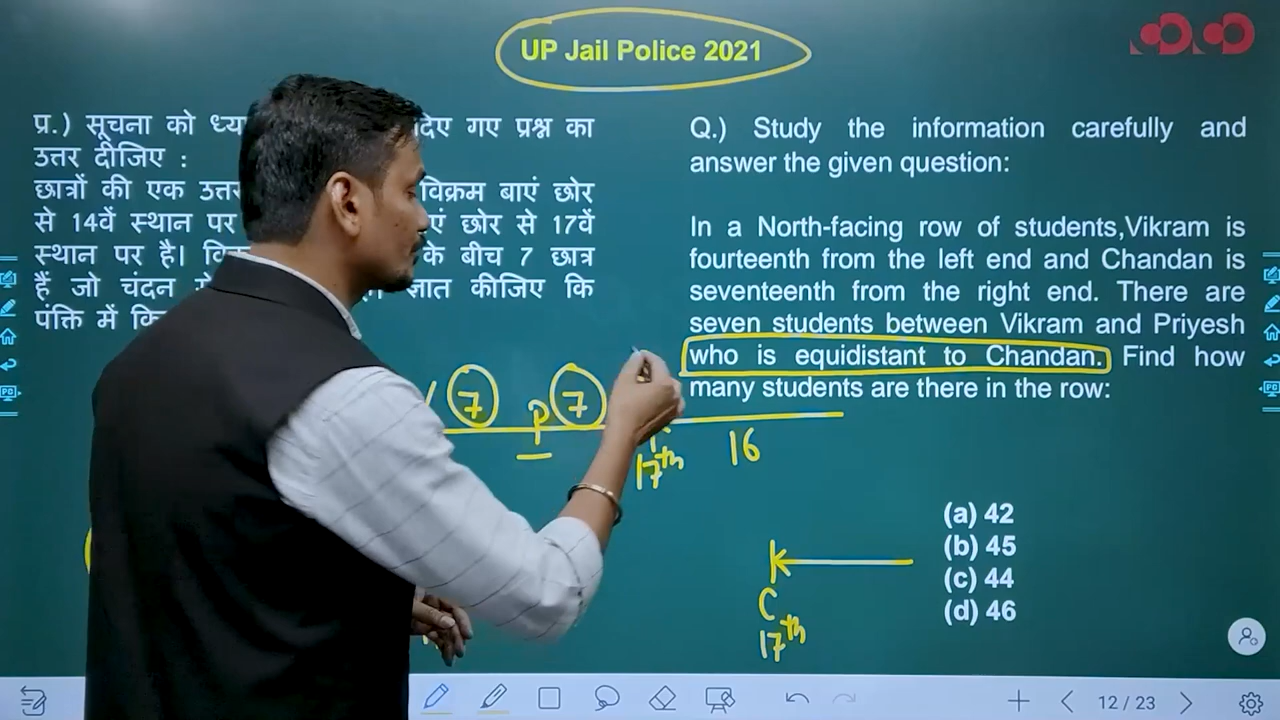 UP Jail Police 2021
प्र.) सूचना को दिए गए प्रश्न का
उत्तर दीजिए :
छात्रों की एक विक्रम बाएं छोर
से 14वें स्थान पर छोर से 17वें
स्थान पर है। के बीच 7 छात्र
हैं जो चंदन ज्ञात कीजिए कि
पंक्ति में
Q.) Study the information carefully and
answer the given question:
In a North-facing row of students,Vikram is
fourteenth from the left end and Chandan is
seventeenth from the right end. There are
seven students between Vikram and Priyesh
who is equidistant to Chandan. Find how
many students are there in the row:
7 P 7
17th 16
C
17th
(a) 42
(b) 45
(c) 44
(d) 46
12 / 23